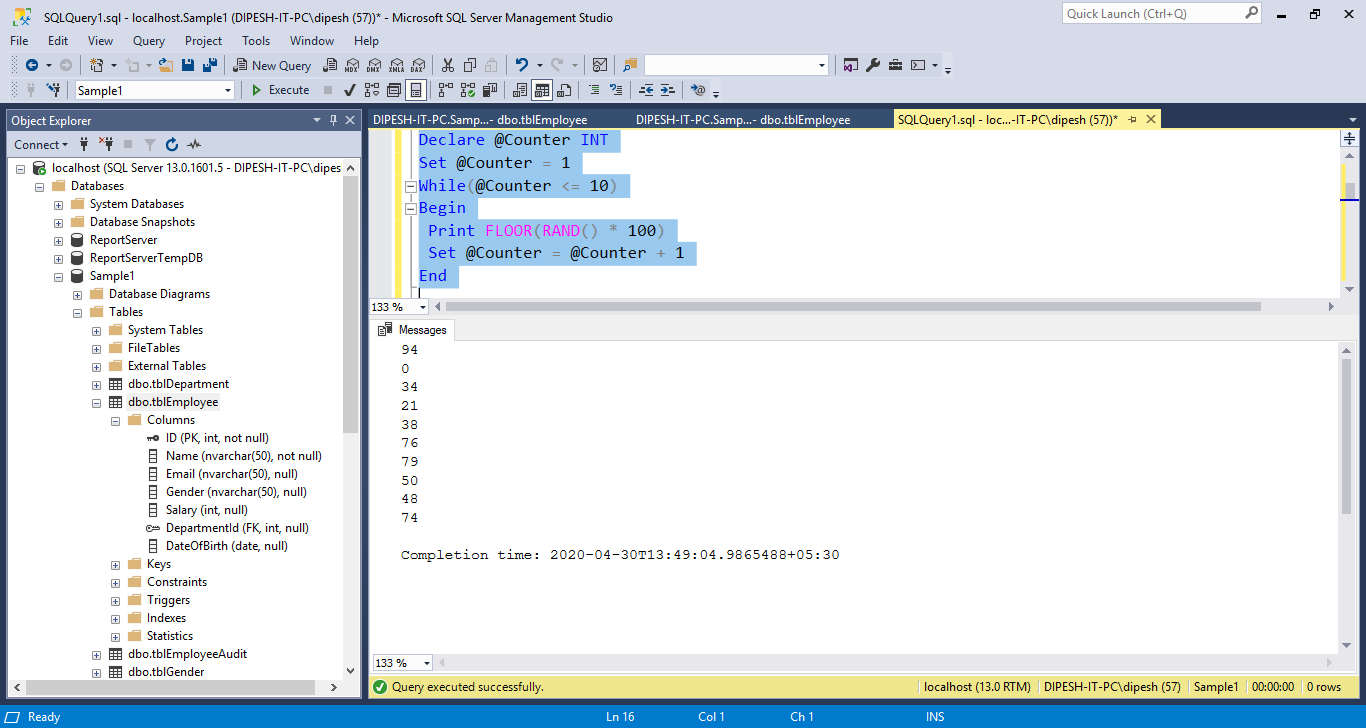 SQLQuery1.sql - localhost.Sample1 (DIPESH-IT-PC\dipesh (57))* - Microsoft SQL Server Management Studio
Quick Launch (Ctrl+Q)
File Edit View Query Project Tools Window Help
New Query
MDX DMX XMLA DAX
Sample1
Execute
Object Explorer
Connect
localhost (SQL Server 13.0.1601.5 - DIPESH-IT-PC\dipes
Databases
System Databases
Database Snapshots
ReportServer
ReportServerTempDB
Sample1
Database Diagrams
Tables
System Tables
FileTables
External Tables
dbo.tblDepartment
dbo.tblEmployee
Columns
ID (PK, int, not null)
Name (nvarchar(50), not null)
Email (nvarchar(50), null)
Gender (nvarchar(50), null)
Salary (int, null)
DepartmentId (FK, int, null)
DateOfBirth (date, null)
Keys
Constraints
Triggers
Indexes
Statistics
dbo.tblEmployeeAudit
dbo.tblGender
DIPESH-IT-PC.Samp...- dbo.tblEmployee
DIPESH-IT-PC.Samp...- dbo.tblEmployee
SQLQuery1.sql - loc...-IT-PC\dipesh (57))*
Declare @Counter INT
Set @Counter = 1
While(@Counter <= 10)
Begin
Print FLOOR(RAND() * 100)
Set @Counter = @Counter + 1
End
133 %
Messages
94
0
34
21
38
76
79
50
48
74
Completion time: 2020-04-30T13:49:04.9865488+05:30
133 %
Query executed successfully.
localhost (13.0 RTM)
DIPESH-IT-PC\dipesh (57)
Sample1
00:00:00
0 rows
Ready
Ln 16
Col 1
Ch 1
INS